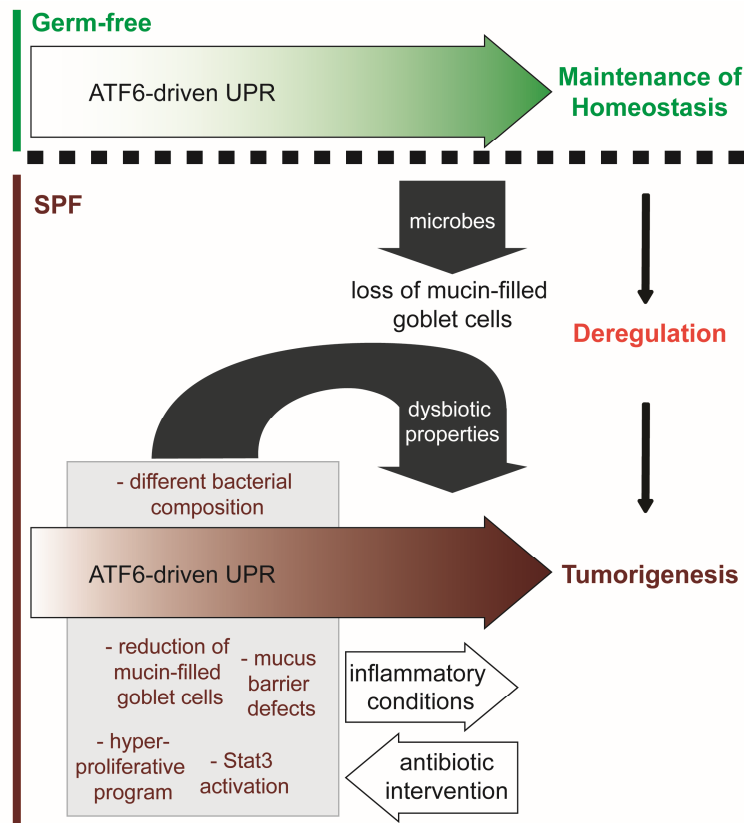 Germ-free
ATF6-driven UPR
Maintenance of
Homeostasis
SPF
microbes
loss of mucin-filled
goblet cells
Deregulation
dysbiotic
properties
- different bacterial
composition
ATF6-driven UPR
Tumorigenesis
- reduction of
mucin-filled
goblet cells
- mucus
barrier
defects
inflammatory
conditions
- hyper-
proliferative
program
- Stat3
activation
antibiotic
intervention